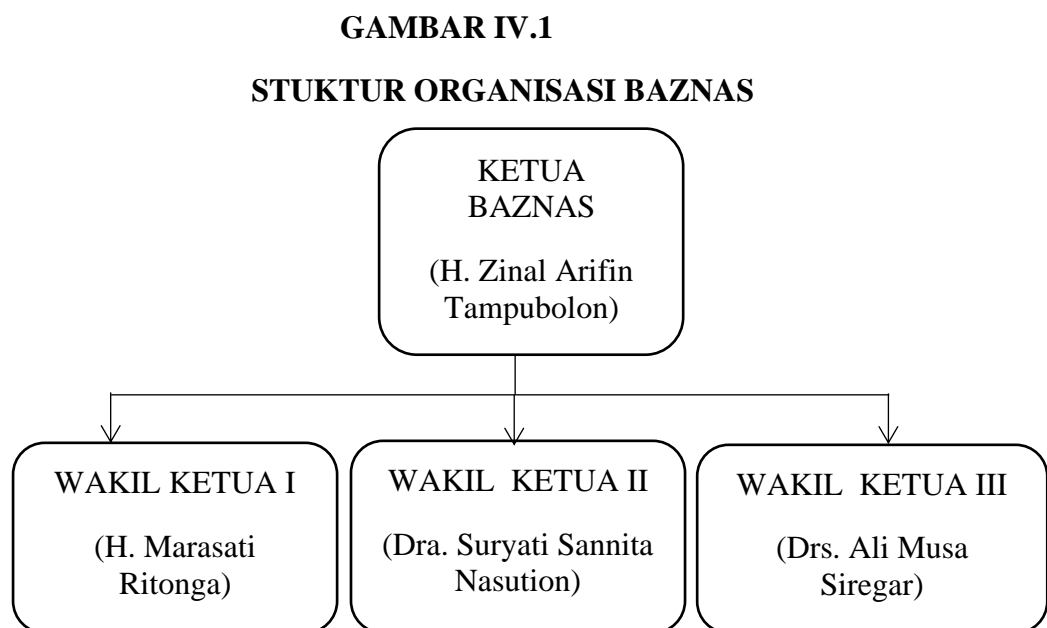 GAMBAR IV.1
STUKTUR ORGANISASI BAZNAS
KETUA
BAZNAS
(H. Zinal Arifin
Tampubolon)
WAKIL KETUA I
(H. Marasati
Ritonga)
WAKIL KETUA II
(Dra. Suryati Sannita
Nasution)
WAKIL KETUA III
(Drs. Ali Musa
Siregar)